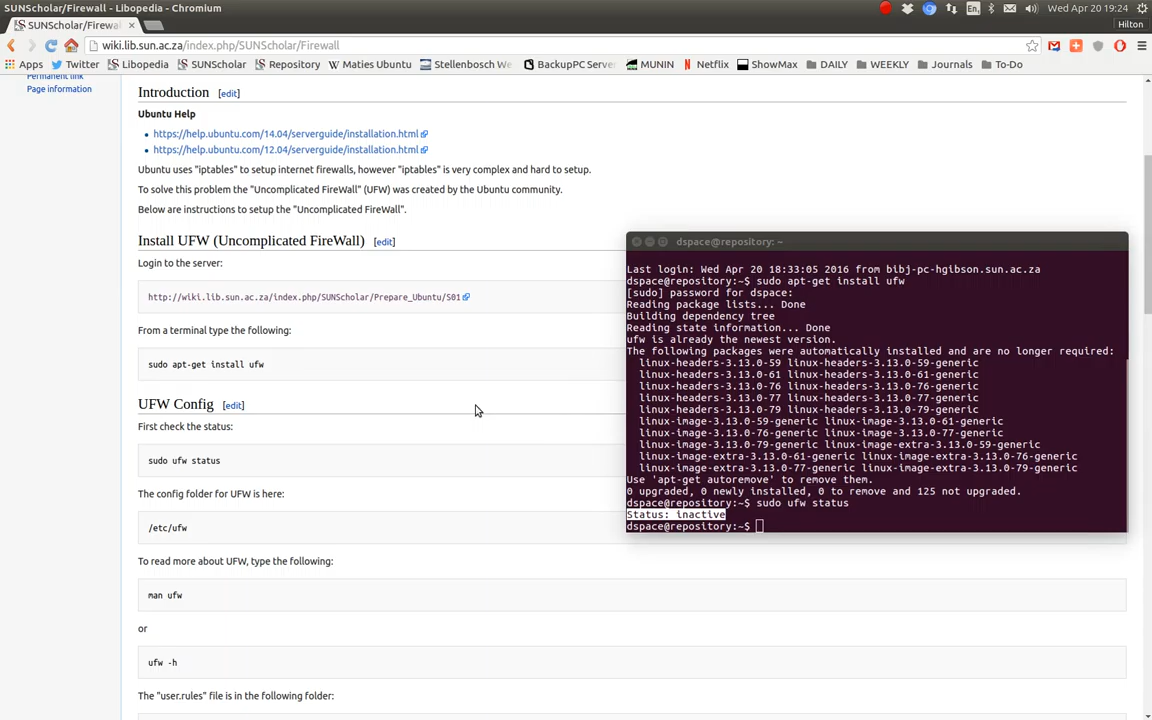 SUNScholar/Firewall - Libopedia - Chromium
En
Wed Apr 20 19:24
SUNScholar/Firewa
Hilton
wiki.lib.sun.ac.za/index.php/SUNScholar/Firewall
Apps Twitter Libopedia SUNScholar Repository Maties Ubuntu Stellenbosch We BackupPC Serve MUNIN Netflix ShowMax DAILY WEEKLY Journals To-Do
Permanent link
Page information
Introduction [edit]
Ubuntu Help
https://help.ubuntu.com/14.04/serverguide/installation.html
https://help.ubuntu.com/12.04/serverguide/installation.html
Ubuntu uses "iptables" to setup internet firewalls, however "iptables" is very complex and hard to setup.
To solve this problem the "Uncomplicated FireWall" (UFW) was created by the Ubuntu community.
Below are instructions to setup the "Uncomplicated FireWall".
Install UFW (Uncomplicated FireWall) [edit]
Login to the server:
http://wiki.lib.sun.ac.za/index.php/SUNScholar/Prepare_Ubuntu/S01
From a terminal type the following:
sudo apt-get install ufw
UFW Config [edit]
First check the status:
sudo ufw status
The config folder for UFW is here:
/etc/ufw
To read more about UFW, type the following:
man ufw
or
ufw -h
The "user.rules" file is in the following folder:
dspace@repository: ~
Last login: Wed Apr 20 18:33:05 2016 from bibj-pc-hgibson.sun.ac.za
dspace@repository:~$ sudo apt-get install ufw
[sudo] password for dspace:
Reading package lists... Done
Building dependency tree
Reading state information... Done
ufw is already the newest version.
The following packages were automatically installed and are no longer required:
linux-headers-3.13.0-59 linux-headers-3.13.0-59-generic
linux-headers-3.13.0-61 linux-headers-3.13.0-61-generic
linux-headers-3.13.0-76 linux-headers-3.13.0-76-generic
linux-headers-3.13.0-77 linux-headers-3.13.0-77-generic
linux-headers-3.13.0-79 linux-headers-3.13.0-79-generic
linux-image-3.13.0-59-generic linux-image-3.13.0-61-generic
linux-image-3.13.0-76-generic linux-image-3.13.0-77-generic
linux-image-3.13.0-79-generic linux-image-extra-3.13.0-59-generic
linux-image-extra-3.13.0-61-generic linux-image-extra-3.13.0-76-generic
linux-image-extra-3.13.0-77-generic linux-image-extra-3.13.0-79-generic
Use 'apt-get autoremove' to remove them.
0 upgraded, 0 newly installed, 0 to remove and 125 not upgraded.
dspace@repository:~$ sudo ufw status
Status: inactive
dspace@repository:~$